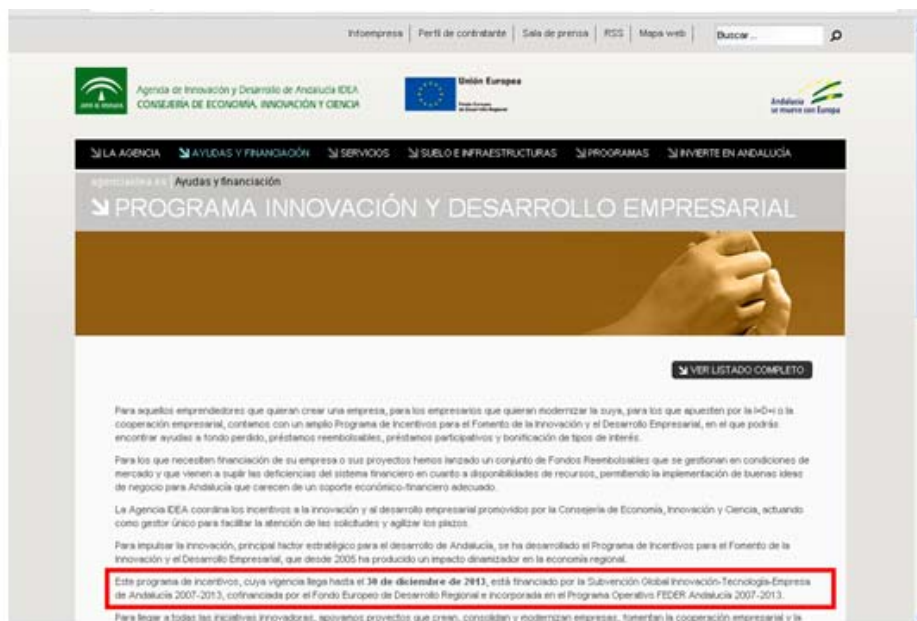 Infoempresa | Perfil de contratante | Sala de prensa | RSS | Mapa web | Buscar...
Agencia de Innovación y Desarrollo de Andalucía IDEA
CONSEJERÍA DE ECONOMÍA, INNOVACIÓN Y CIENCIA
Unión Europea
Fondo Europeo
de Desarrollo Regional
Andalucía
se mueve con Europa
LA AGENCIA AYUDAS Y FINANCIACIÓN SERVICIOS SUELO E INFRAESTRUCTURAS PROGRAMAS INVIERTE EN ANDALUCÍA
agenciaidea.es Ayudas y financiación
PROGRAMA INNOVACIÓN Y DESARROLLO EMPRESARIAL
VER LISTADO COMPLETO
Para aquellos emprendedores que quieran crear una empresa, para los empresarios que quieran modernizar la suya, para los que apuesten por la I+D+i o la
cooperación empresarial, contamos con un amplio Programa de Incentivos para el Fomento de la Innovación y el Desarrollo Empresarial, en el que podrás
encontrar ayudas a fondo perdido, préstamos reembolsables, préstamos participativos y bonificación de tipos de interés.
Para los que necesiten financiación de su empresa o sus proyectos hemos lanzado un conjunto de Fondos Reembolsables que se gestionan en condiciones de
mercado y que vienen a suplir las deficiencias del sistema financiero en cuanto a disponibilidades de recursos, permitiendo la implementación de buenas ideas
de negocio para Andalucía que carecen de un soporte económico-financiero adecuado.
La Agencia IDEA coordina los incentivos a la innovación y al desarrollo empresarial promovidos por la Consejería de Economía, Innovación y Ciencia, actuando
como gestor único para facilitar la atención de las solicitudes y agilizar los plazos.
Para impulsar la innovación, principal factor estratégico para el desarrollo de Andalucía, se ha desarrollado el Programa de Incentivos para el Fomento de la
Innovación y el Desarrollo Empresarial, que desde 2005 ha producido un impacto dinamizador en la economía regional.
Este programa de incentivos, cuya vigencia llega hasta el 30 de diciembre de 2013, está financiado por la Subvención Global Innovación-Tecnología-Empresa
de Andalucía 2007-2013, cofinanciada por el Fondo Europeo de Desarrollo Regional e incorporada en el Programa Operativo FEDER Andalucía 2007-2013.
Para llegar a todas las iniciativas innovadoras, apoyamos proyectos que crean, consolidan y modernizan empresas, fomentan la cooperación empresarial y la